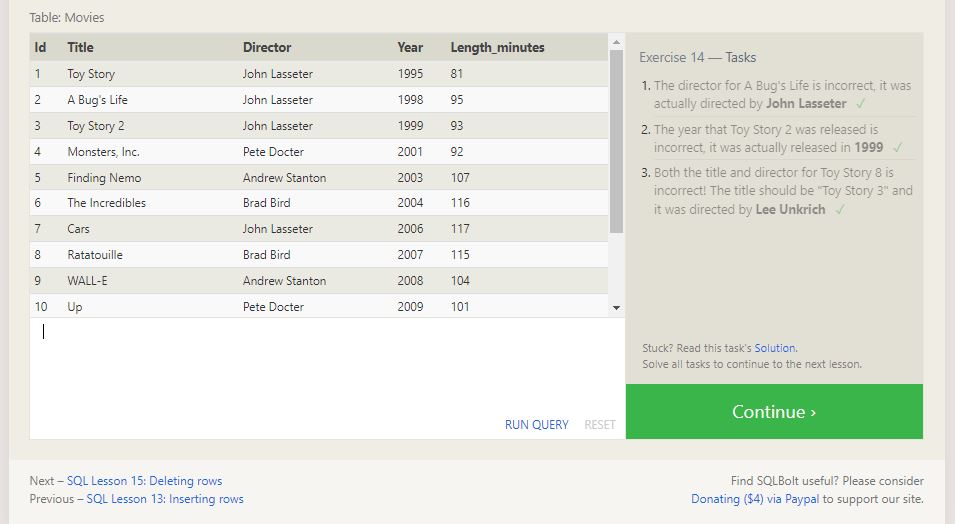 Table: Movies
Id Title Director Year Length_minutes
1 Toy Story John Lasseter 1995 81
2 A Bug's Life John Lasseter 1998 95
3 Toy Story 2 John Lasseter 1999 93
4 Monsters, Inc. Pete Docter 2001 92
5 Finding Nemo Andrew Stanton 2003 107
6 The Incredibles Brad Bird 2004 116
7 Cars John Lasseter 2006 117
8 Ratatouille Brad Bird 2007 115
9 WALL-E Andrew Stanton 2008 104
10 Up Pete Docter 2009 101
RUN QUERY RESET
Exercise 14 — Tasks
1. The director for A Bug's Life is incorrect, it was
actually directed by John Lasseter ✓
2. The year that Toy Story 2 was released is
incorrect, it was actually released in 1999 ✓
3. Both the title and director for Toy Story 8 is
incorrect! The title should be "Toy Story 3" and
it was directed by Lee Unkrich ✓
Stuck? Read this task's Solution.
Solve all tasks to continue to the next lesson.
Continue ›
Next – SQL Lesson 15: Deleting rows
Previous – SQL Lesson 13: Inserting rows
Find SQLBolt useful? Please consider
Donating ($4) via Paypal to support our site.